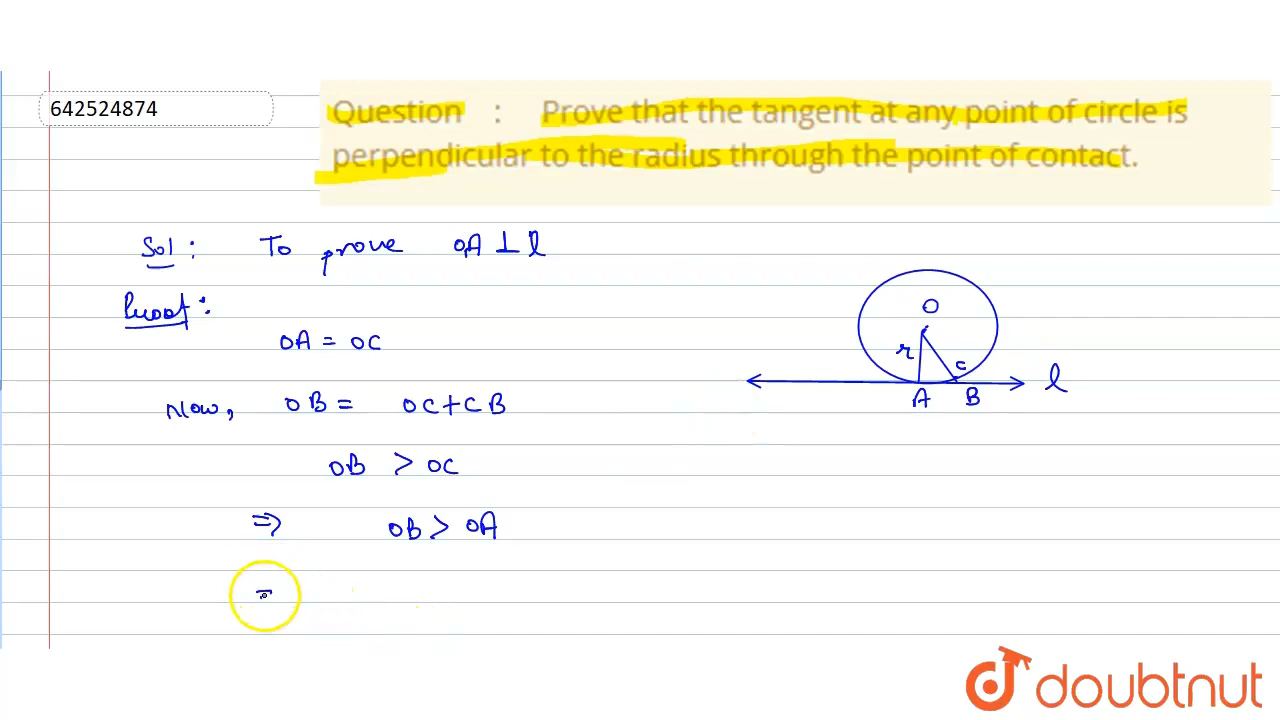 642524874
Question : Prove that the tangent at any point of circle is
perpendicular to the radius through the point of contact.
Sol : To prove OA ⊥ l
Proof :
OA = OC
Now, OB = OC + CB
OB > OC
⇒ OB > OA
=
O
r
C
l
A B
doubtnut